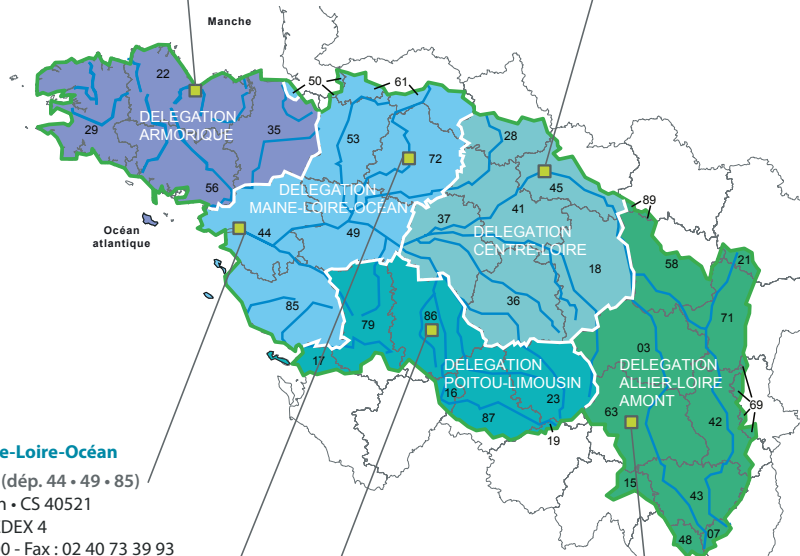 Manche
50
61
22
DELEGATION
ARMORIQUE
29
35
53
72
28
45
56
DELEGATION
MAINE-LOIRE-OCÉAN
89
Océan
atlantique
44
49
37
41
DELEGATION
CENTRE-LOIRE
18
58
21
85
36
71
79
86
17
03
DELEGATION
POITOU-LIMOUSIN
DELEGATION
ALLIER-LOIRE
AMONT
16
23
87
19
63
42
69
15
43
48
07
e-Loire-Océan
(dép. 44 • 49 • 85)
n • CS 40521
DEX 4
0 - Fax : 02 40 73 39 93